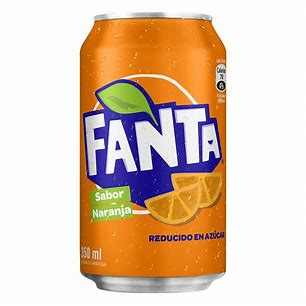 FANTA
Sabor
Naranja
REDUCIDO EN AZÚCAR
350 ml